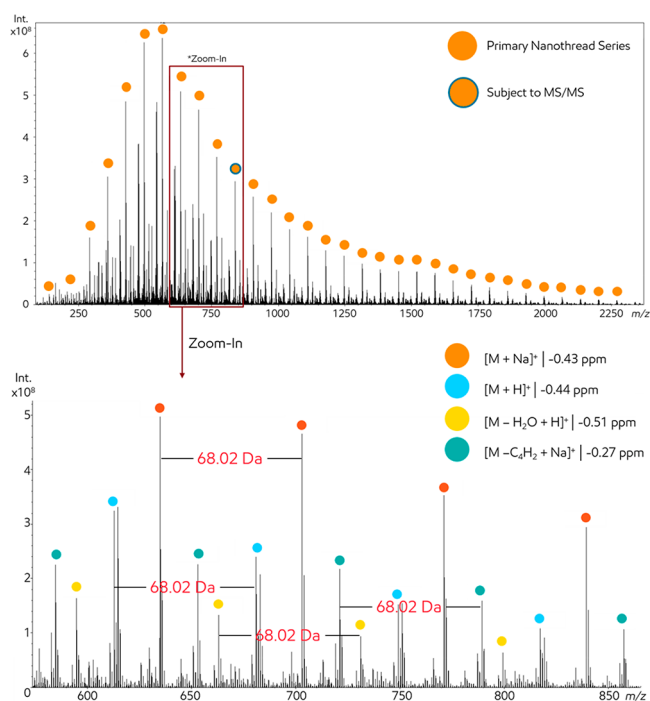 Int.
x10⁸
*Zoom-In
Primary Nanothread Series
Subject to MS/MS
6
5
4
3
2
1
0
250
500
750
1000
1250
1500
1750
2000
2250
m/z
Zoom-In
[M + Na]⁺ | -0.43 ppm
[M + H]⁺ | -0.44 ppm
[M – H₂O + H]⁺ | -0.51 ppm
[M –C₄H₂ + Na]⁺ | -0.27 ppm
Int.
x10⁸
5
4
3
2
1
0
68.02 Da
68.02 Da
68.02 Da
68.02 Da
600
650
700
750
800
850
m/z